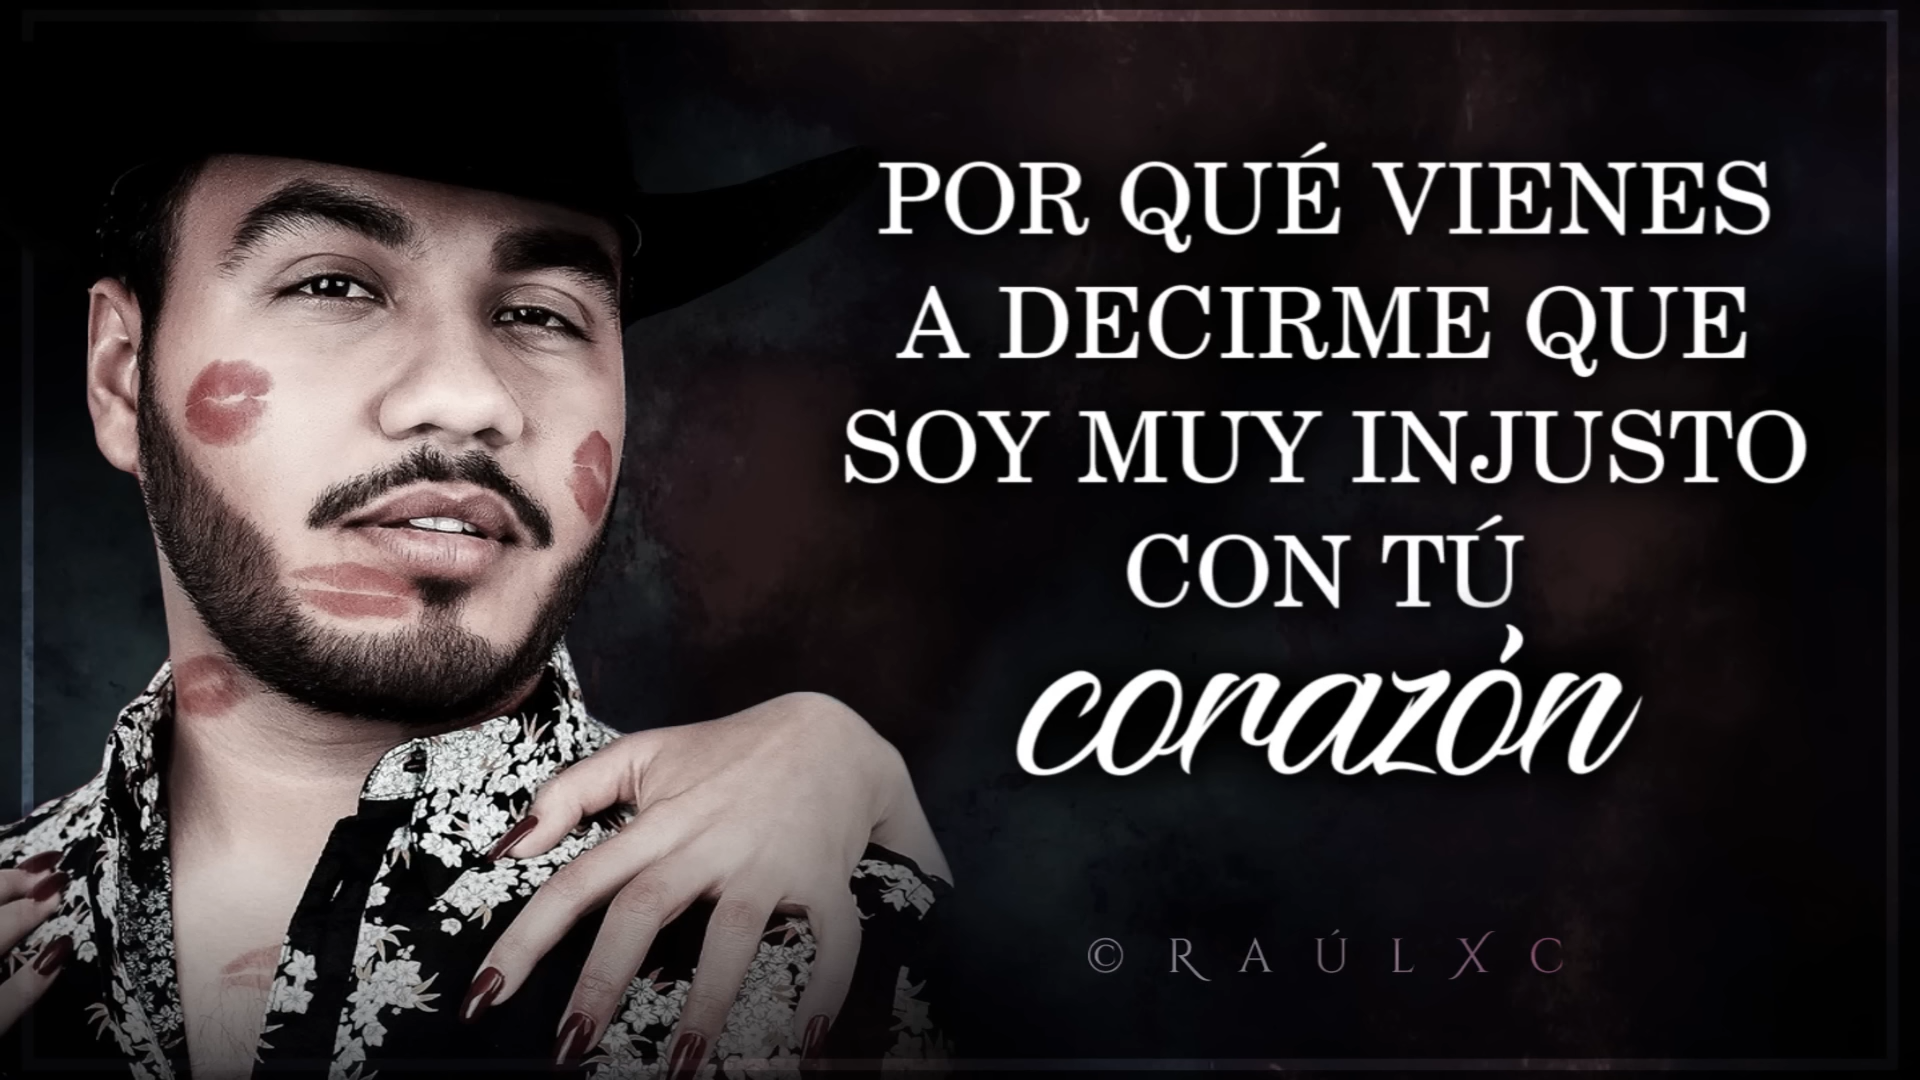 POR QUÉ VIENES
A DECIRME QUE
SOY MUY INJUSTO
CON TÚ
corazón
© RAÚLXC